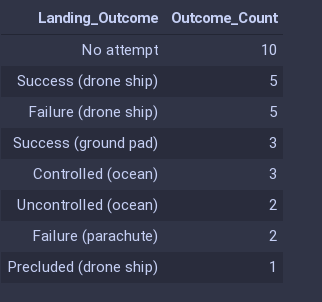 Landing_Outcome Outcome_Count
No attempt 10
Success (drone ship) 5
Failure (drone ship) 5
Success (ground pad) 3
Controlled (ocean) 3
Uncontrolled (ocean) 2
Failure (parachute) 2
Precluded (drone ship) 1